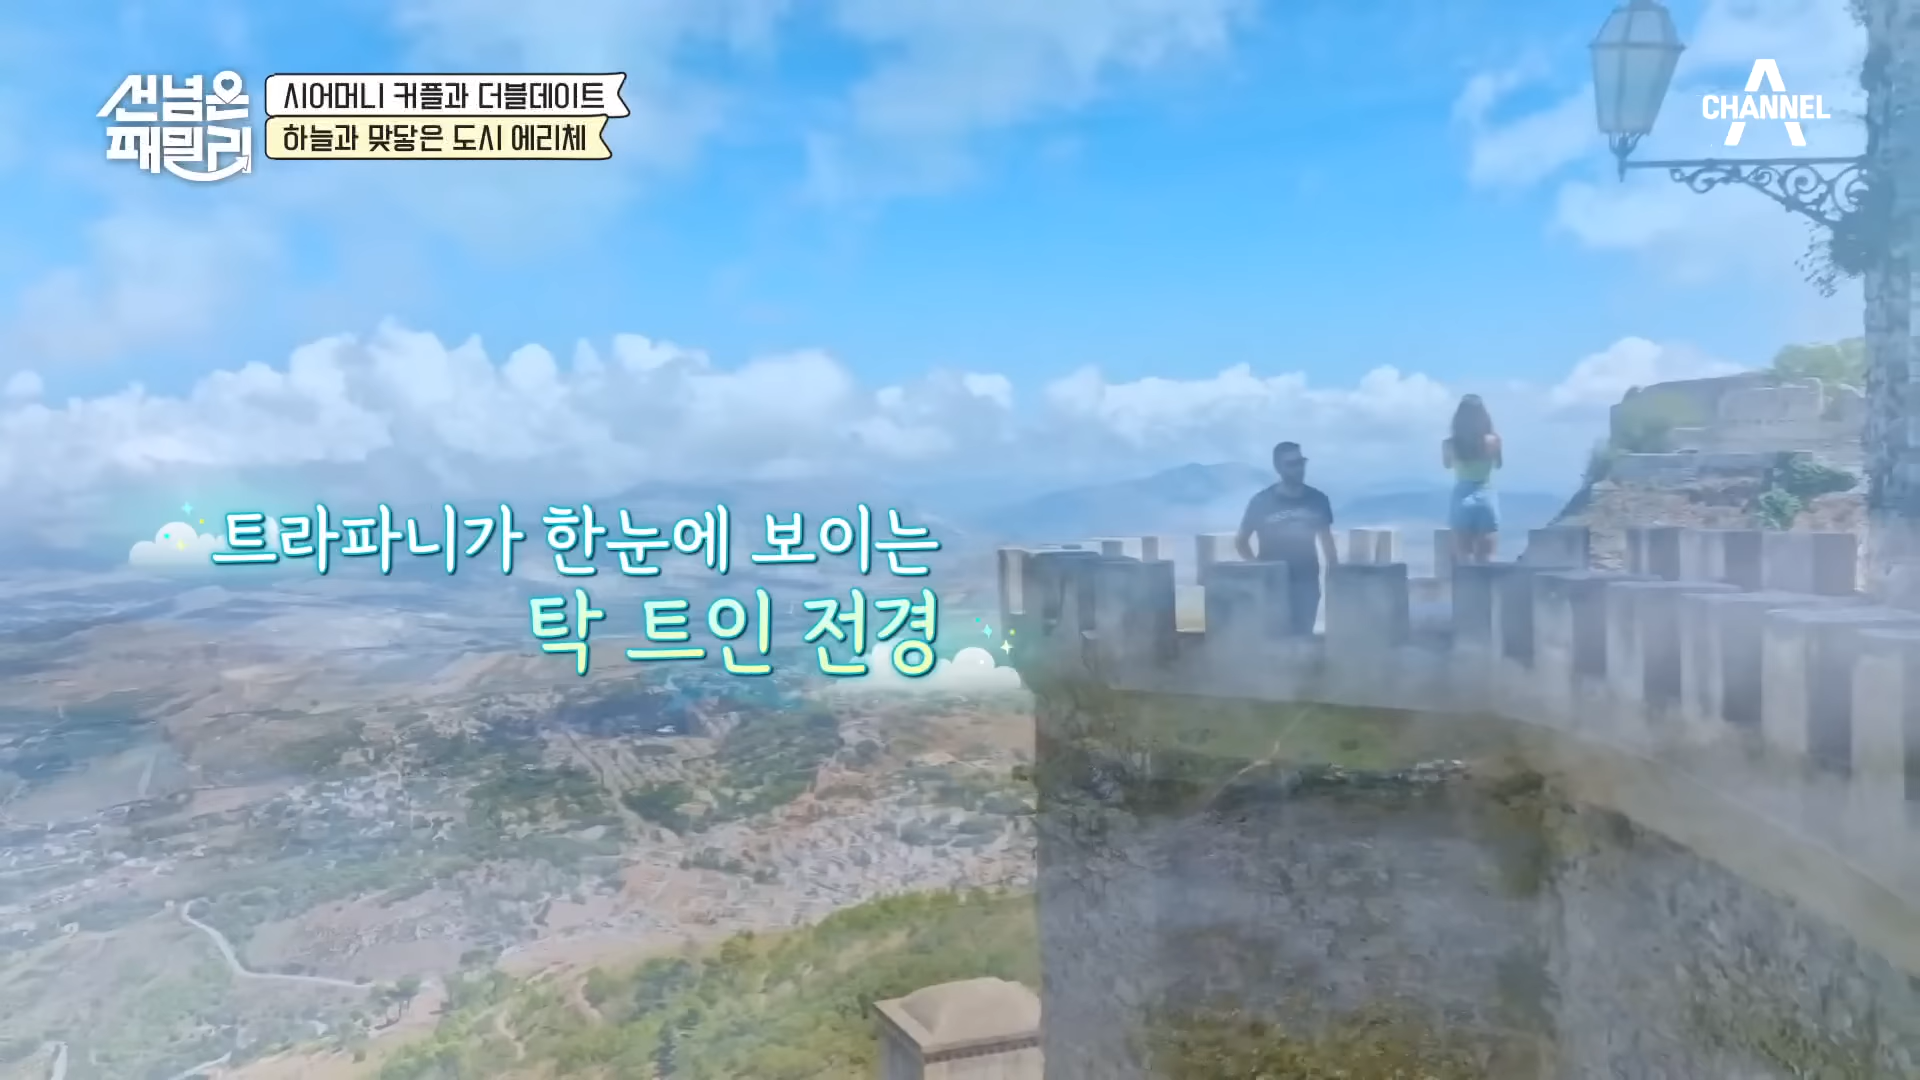 선넘은
패밀리
시어머니 커플과 더블데이트
하늘과 맞닿은 도시 에리체
CHANNEL A
트라파니가 한눈에 보이는
탁 트인 전경